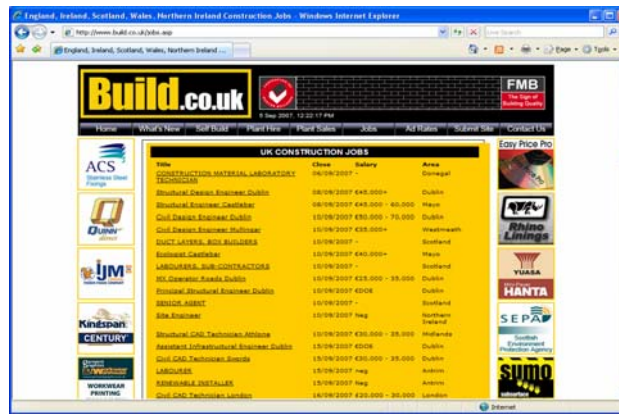 England, Ireland, Scotland, Wales, Northern Ireland Construction Jobs - Windows Internet Explorer
http://www.build.co.uk/jobs.asp
Live Search
England, Ireland, Scotland, Wales, Northern Ireland ...
Page Tools
Build.co.uk
FMB
The Sign of
Building Quality
5 Sep 2007, 12:22:17 PM
Home What's New Self Build Plant Hire Plant Sales Jobs Ad Rates Submit Site Contact Us
UK CONSTRUCTION JOBS
Title Close Salary Area
CONSTRUCTION MATERIAL LABORATORY TECHNICIAN 06/09/2007 - Donegal
Structural Design Engineer Dublin 08/09/2007 €45.000+ Dublin
Structural Engineer Castlebar 08/09/2007 €45.000 - 60.000 Mayo
Civil Design Engineer Dublin 10/09/2007 €50.000 - 70.000 Dublin
Civil Design Engineer Mullingar 10/09/2007 €35.000+ Westmeath
DUCT LAYERS, BOX BUILDERS 10/09/2007 - Scotland
Ecologist Castlebar 10/09/2007 €40.000+ Mayo
LABOURERS, SUB-CONTRACTORS 10/09/2007 - Scotland
MX Operator Roads Dublin 10/09/2007 €25.000 - 35.000 Dublin
Principal Structural Engineer Dublin 10/09/2007 €DOE Dublin
SENIOR AGENT 10/09/2007 - Scotland
Site Engineer 10/09/2007 Neg Northern Ireland
Structural CAD Technician Athlone 10/09/2007 €30.000 - 35.000 Midlands
Assistant Infrastructural Engineer Dublin 15/09/2007 €DOE Dublin
Civil CAD Technician Swords 15/09/2007 €30.000 - 35.000 Dublin
LABOURER 15/09/2007 neg Antrim
RENEWABLE INSTALLER 15/09/2007 Neg Antrim
Civil CAD Technician London 16/09/2007 £20.000 - 30.000 London
ACS
Stainless Steel
Fixings
QUINN
direct
IJM
Kindspan
CENTURY
WORKWEAR
PRINTING
Easy Price Pro
Rhino
Linings
YUASA
HANTA
SEPA
Scottish
Environment
Protection Agency
sumo
subsurface
Internet